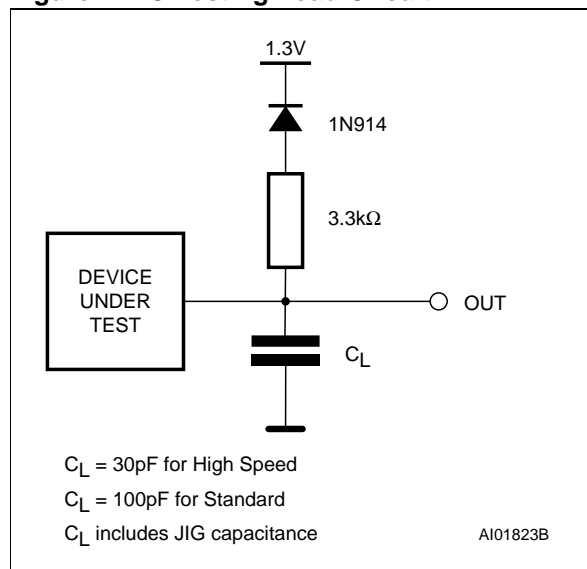 1.3V
1N914
3.3kΩ
DEVICE
UNDER
TEST
OUT
CL
CL = 30pF for High Speed
CL = 100pF for Standard
CL includes JIG capacitance
AI01823B